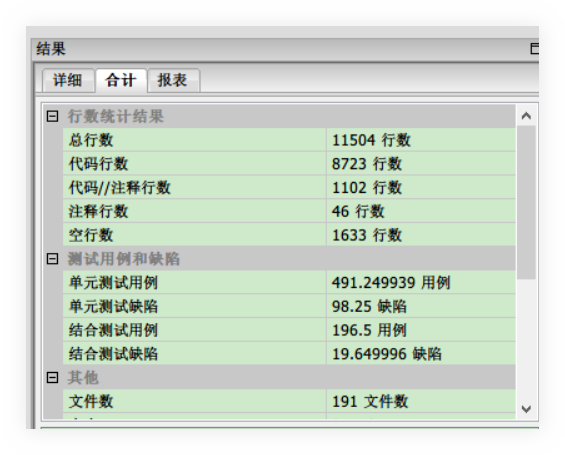 结果
详细 合计 报表
行数统计结果
总行数 11504 行数
代码行数 8723 行数
代码//注释行数 1102 行数
注释行数 46 行数
空行数 1633 行数
测试用例和缺陷
单元测试用例 491.249939 用例
单元测试缺陷 98.25 缺陷
结合测试用例 196.5 用例
结合测试缺陷 19.649996 缺陷
其他
文件数 191 文件数